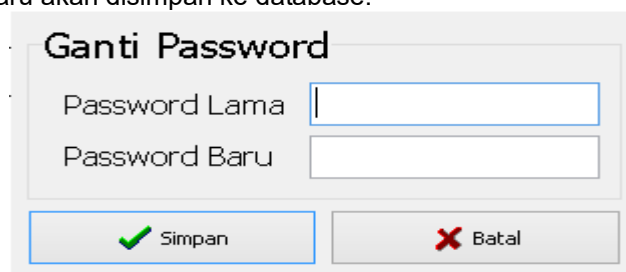 akan disimpan ke database.
Ganti Password
Password Lama
Password Baru
Simpan
Batal